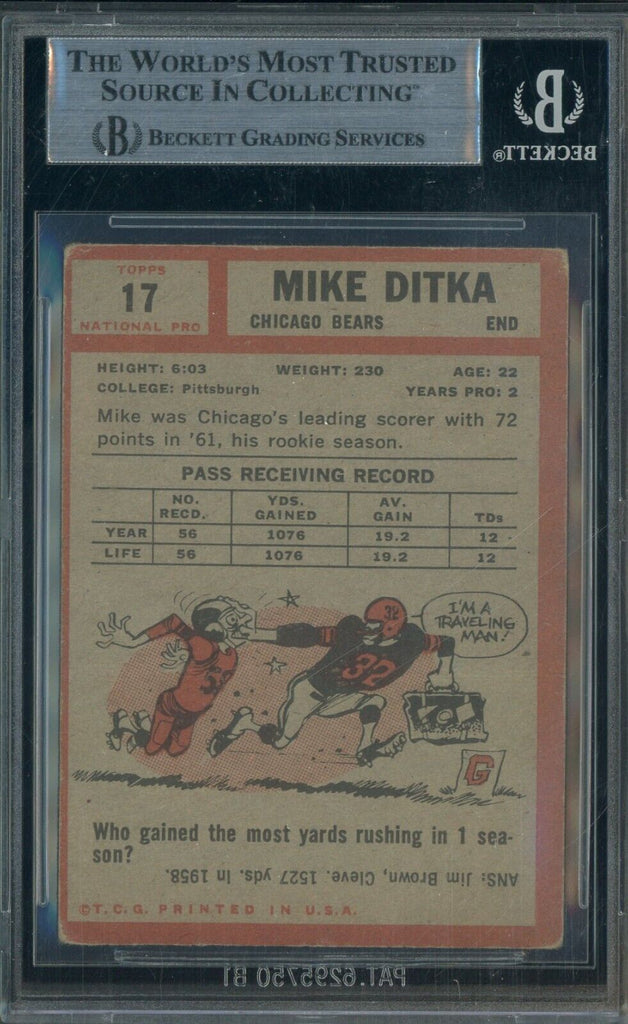 THE WORLD'S MOST TRUSTED
SOURCE IN COLLECTING™
B BECKETT GRADING SERVICES
B
BECKETT®
TOPPS
17
NATIONAL PRO
MIKE DITKA
CHICAGO BEARS END
HEIGHT: 6:03 WEIGHT: 230 AGE: 22
COLLEGE: Pittsburgh YEARS PRO: 2
Mike was Chicago's leading scorer with 72
points in '61, his rookie season.
PASS RECEIVING RECORD
NO. RECD. YDS. GAINED AV. GAIN TDs
YEAR 56 1076 19.2 12
LIFE 56 1076 19.2 12
I'M A
TRAVELING
MAN!
32
32
G
Who gained the most yards rushing in 1 sea-
son?
ANS: Jim Brown, Cleve. 1527 yds. In 1958.
©T.C.G. PRINTED IN U.S.A.
PAT.6295750 B1